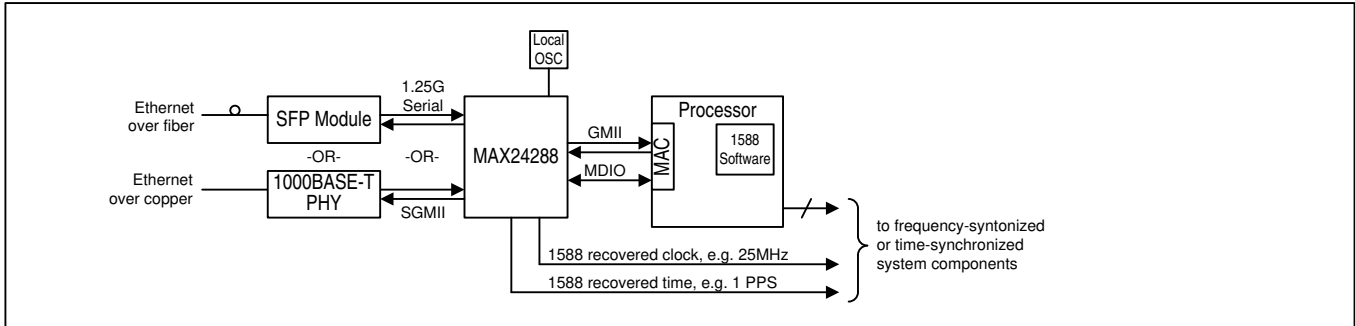 Local
OSC
1.25G
Serial
Ethernet
over fiber
SFP Module
Processor
GMII
1588
Software
-OR-
-OR-
MAX24288
MAC
MDIO
Ethernet
over copper
1000BASE-T
PHY
SGMII
to frequency-syntonized
or time-synchronized
system components
1588 recovered clock, e.g. 25MHz
1588 recovered time, e.g. 1 PPS